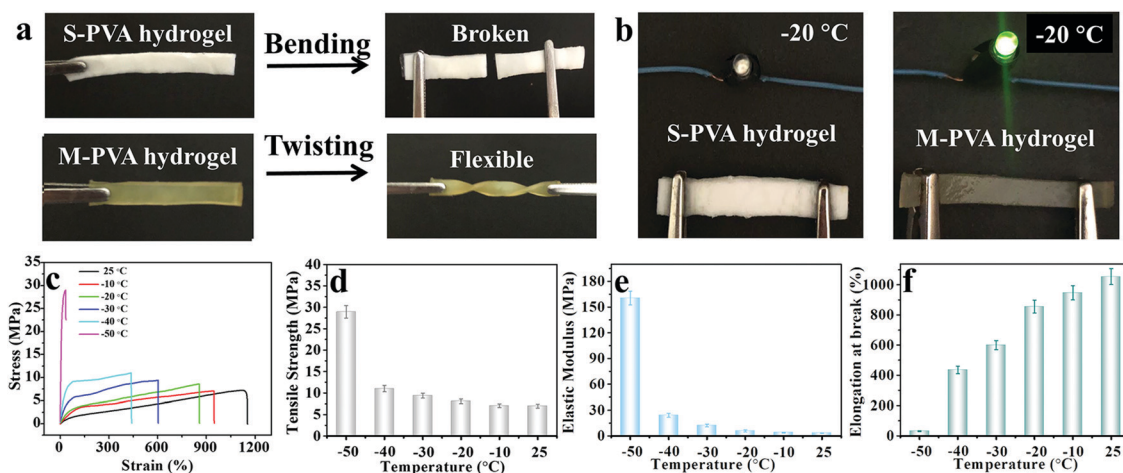 a
S-PVA hydrogel
Bending
Broken
M-PVA hydrogel
Twisting
Flexible
b
-20 °C
S-PVA hydrogel
-20 °C
M-PVA hydrogel
c
Stress (MPa)
35
30
25
20
15
10
5
0
25 °C
-10 °C
-20 °C
-30 °C
-40 °C
-50 °C
0 300 600 900 1200 1500
Strain (%)
d
Tensile Strength (MPa)
40
35
30
25
20
15
10
5
0
-50 -40 -30 -20 -10 25
Temperature (°C)
e
Elastic Modulus (MPa)
180
150
120
90
60
30
0
-50 -40 -30 -20 -10 25
Temperature (°C)
f
Elongation at break (%)
1000
800
600
400
200
0
-50 -40 -30 -20 -10 25
Temperature (°C)